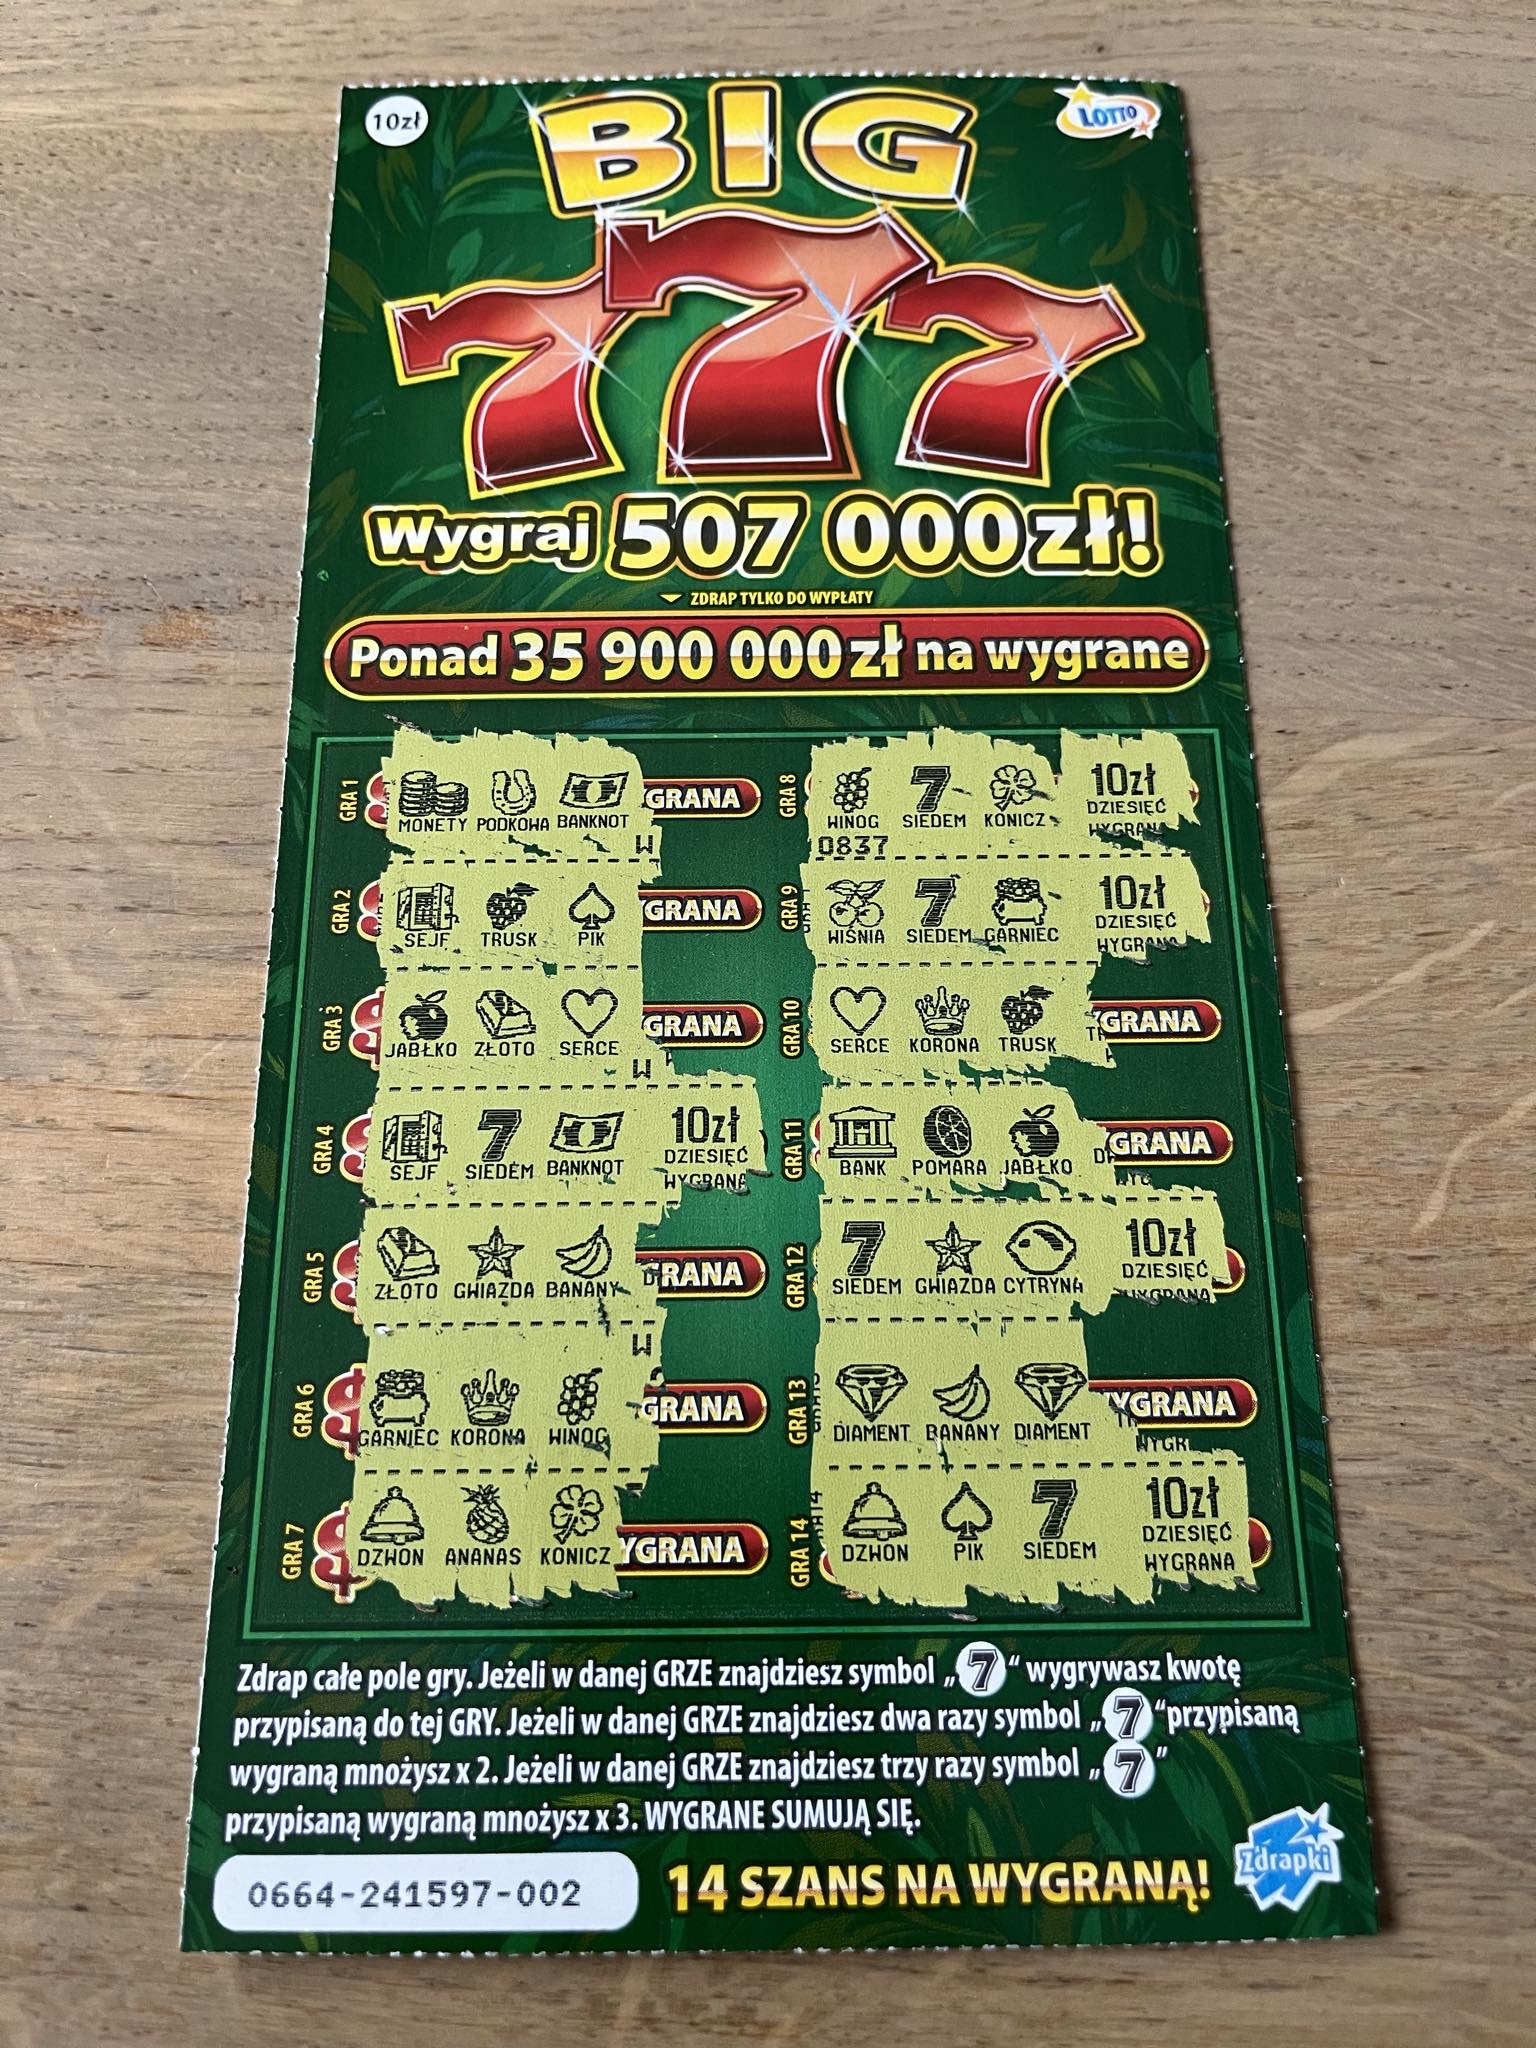 10zł
BIG
LOTTO
777
Wygraj 507 000zł!
ZDRAP TYLKO DO WYPŁATY
Ponad 35 900 000zł na wygrane
GRA 1
MONETY PODKOWA BANKNOT
GRANA
W
GRA 2
SEJF TRUSK PIK
GRANA
GRA 3
JABŁKO ZŁOTO SERCE
GRANA
W
GRA 4
7
10zł
SEJF SIEDEM BANKNOT
DZIESIĘĆ
WYGRANA
GRA 5
ZŁOTO GWIAZDA BANANY
GRANA
W
GRA 6
GARNIEC KORONA WINOG
GRANA
GRA 7
DZWON ANANAS KONICZ
YGRANA
GRA 8
7
10zł
WINOG SIEDEM KONICZ
DZIESIĘĆ
WYGRANA
0837
GRA 9
7
10zł
WIŚNIA SIEDEM GARNIEC
DZIESIĘĆ
WYGRANA
GRA 10
SERCE KORONA TRUSK
YGRANA
GRA 11
BANK POMARA JABŁKO
YGRANA
GRA 12
7
10zł
SIEDEM GWIAZDA CYTRYNA
DZIESIĘĆ
WYGRANA
GRA 13
DIAMENT BANANY DIAMENT
WYGRANA
WYGR
GRA 14
7
10zł
DZWON PIK SIEDEM
DZIESIĘĆ
WYGRANA
Zdrap całe pole gry. Jeżeli w danej GRZE znajdziesz symbol „7“ wygrywasz kwotę
przypisaną do tej GRY. Jeżeli w danej GRZE znajdziesz dwa razy symbol „7“przypisaną
wygraną mnożysz x 2. Jeżeli w danej GRZE znajdziesz trzy razy symbol „7”
przypisaną wygraną mnożysz x 3. WYGRANE SUMUJĄ SIĘ.
0664-241597-002
14 SZANS NA WYGRANĄ!
Zdrapki